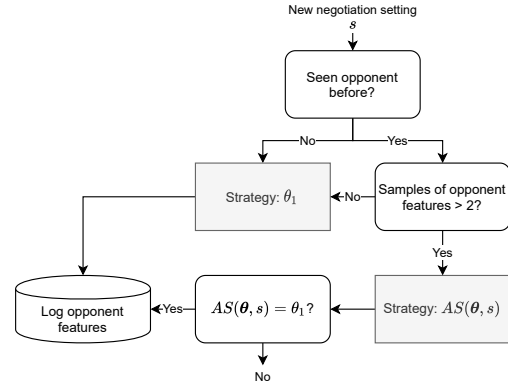 New negotiation setting
s
Seen opponent
before?
No
Yes
Strategy: θ₁
No
Samples of opponent
features > 2?
Yes
Log opponent
features
Yes
AS(θ, s) = θ₁?
Strategy: AS(θ, s)
No